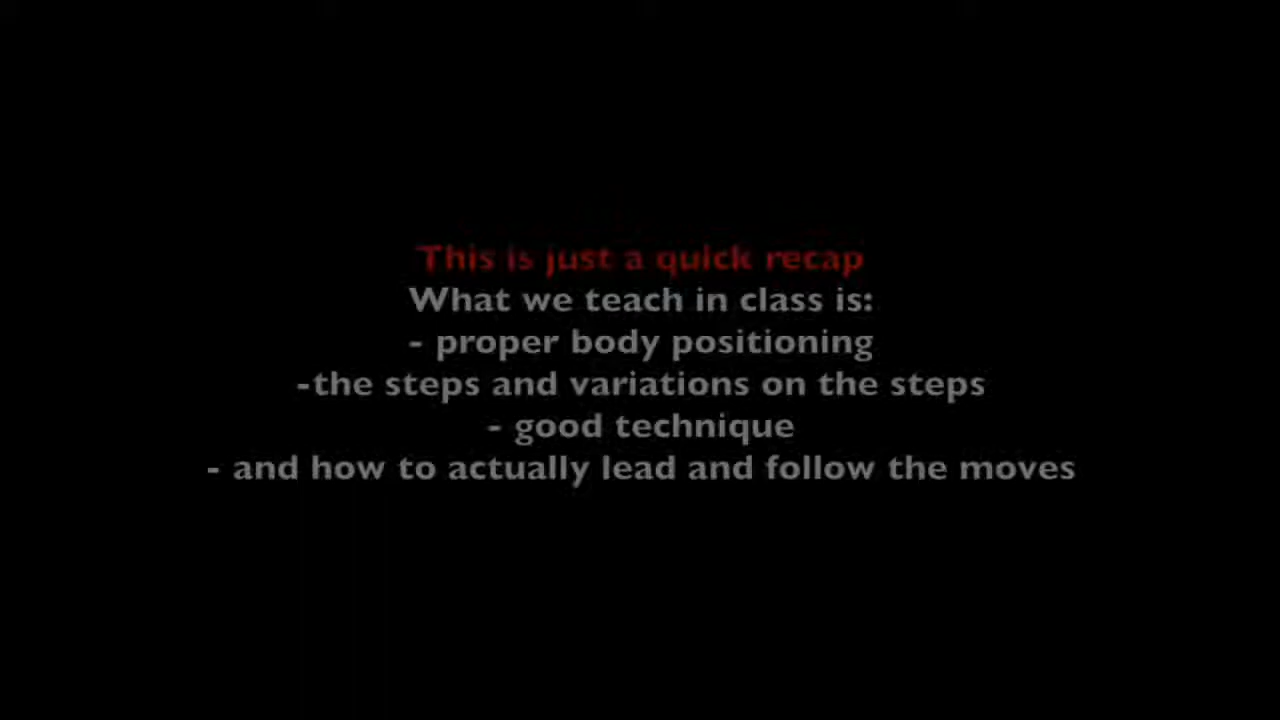 This is just a quick recap
What we teach in class is:
- proper body positioning
-the steps and variations on the steps
- good technique
- and how to actually lead and follow the moves